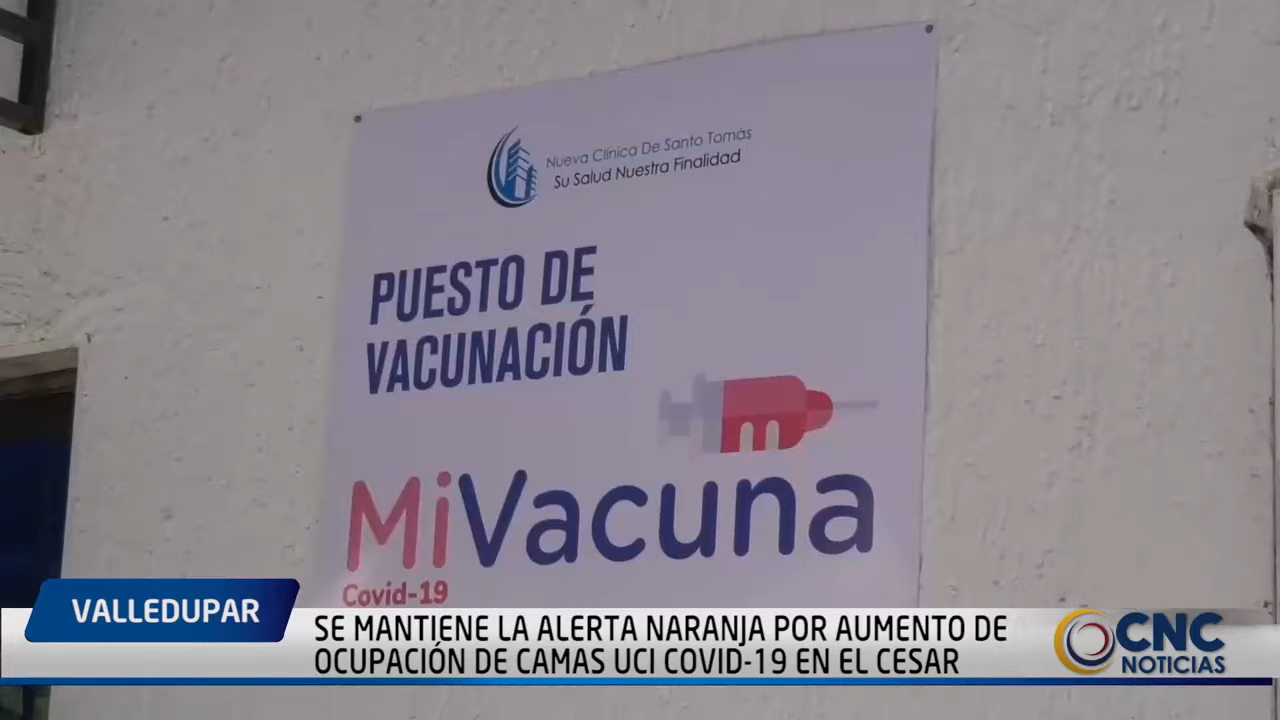 Nueva Clínica De Santo Tomás
Su Salud Nuestra Finalidad
PUESTO DE
VACUNACIÓN
MiVacuna
Covid-19
VALLEDUPAR
SE MANTIENE LA ALERTA NARANJA POR AUMENTO DE
OCUPACIÓN DE CAMAS UCI COVID-19 EN EL CESAR
CNC
NOTICIAS